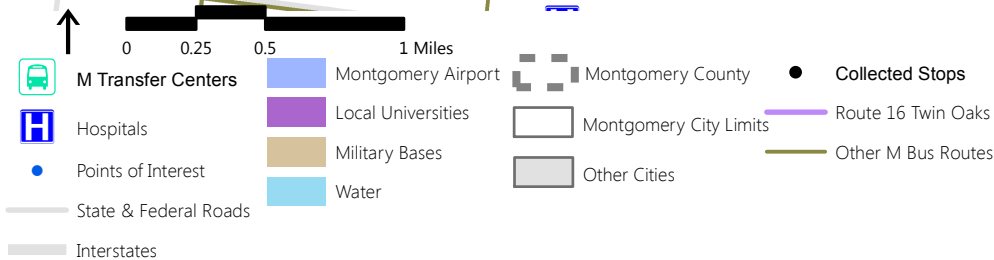 0 0.25 0.5 1 Miles
M Transfer Centers
H Hospitals
Points of Interest
State & Federal Roads
Interstates
Montgomery Airport
Local Universities
Military Bases
Water
Montgomery County
Montgomery City Limits
Other Cities
Collected Stops
Route 16 Twin Oaks
Other M Bus Routes